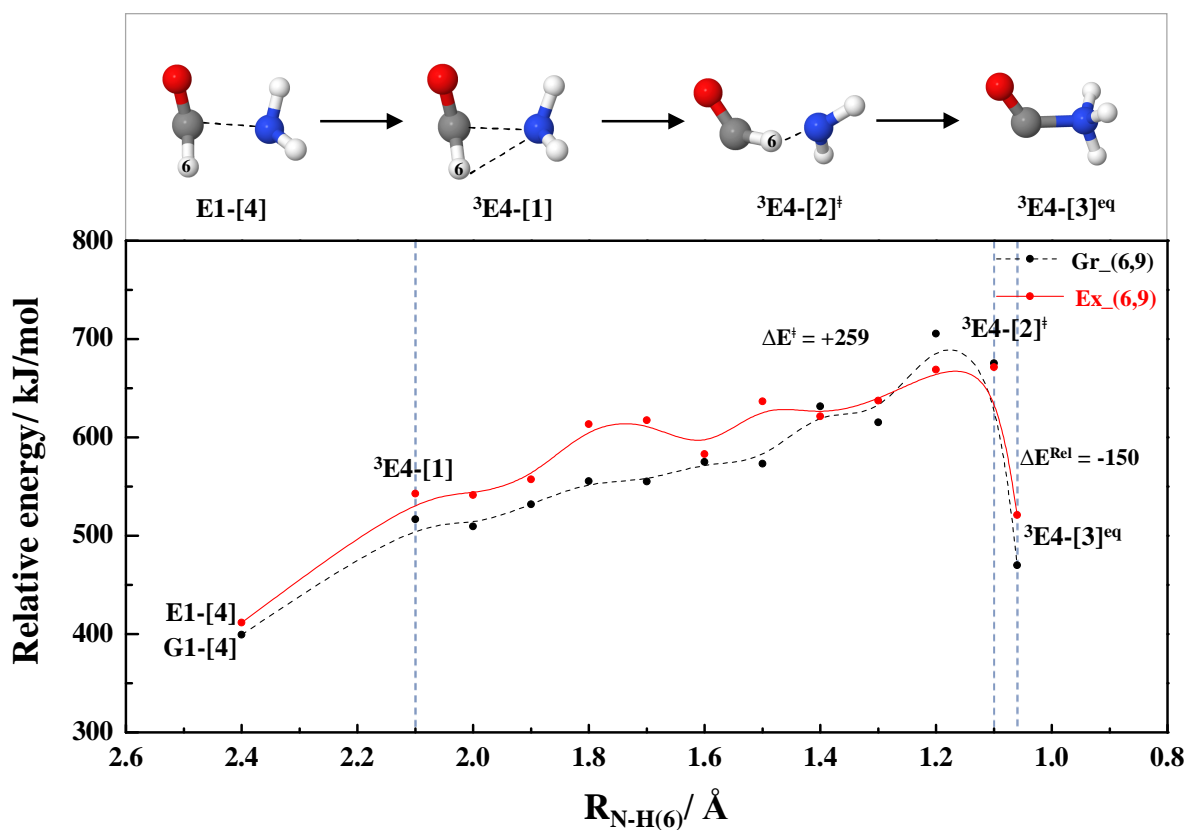 6 6 6
E1-[4] ³E4-[1] ³E4-[2]‡ ³E4-[3]eq
800
700
600
500
400
300
Relative energy/ kJ/mol
Gr_(6,9)
Ex_(6,9)
³E4-[2]‡
ΔE‡ = +259
³E4-[1]
ΔERel = -150
³E4-[3]eq
E1-[4]
G1-[4]
2.6 2.4 2.2 2.0 1.8 1.6 1.4 1.2 1.0 0.8
RN-H(6)/ Å